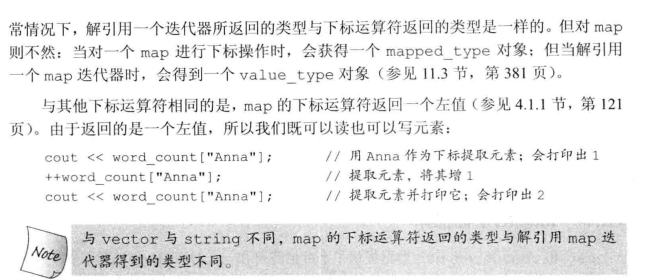 常情况下，解引用一个迭代器所返回的类型与下标运算符返回的类型是一样的。但对 map
则不然：当对一个 map 进行下标操作时，会获得一个 mapped_type 对象；但当解引用
一个 map 迭代器时，会得到一个 value_type 对象（参见 11.3 节，第 381 页）。
与其他下标运算符相同的是，map 的下标运算符返回一个左值（参见 4.1.1 节，第 121
页）。由于返回的是一个左值，所以我们既可以读也可以写元素：
cout << word_count["Anna"]; // 用 Anna 作为下标提取元素；会打印出 1
++word_count["Anna"]; // 提取元素，将其增 1
cout << word_count["Anna"]; // 提取元素并打印它；会打印出 2
Note 与 vector 与 string 不同，map 的下标运算符返回的类型与解引用 map 迭
代器得到的类型不同。